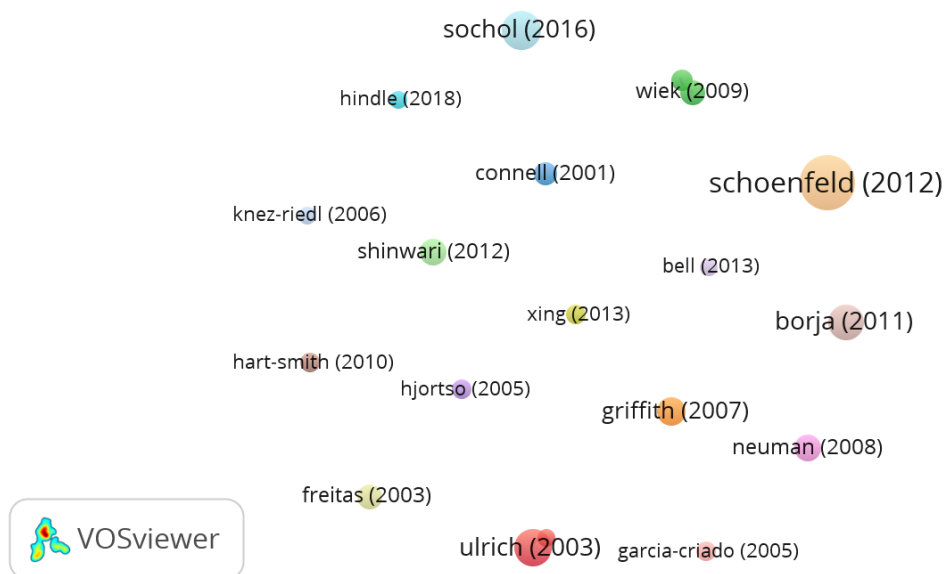 sochol (2016)
wiek (2009)
hindle (2018)
connell (2001)
schoenfeld (2012)
knez-riedl (2006)
shinwari (2012)
bell (2013)
xing (2013)
borja (2011)
hart-smith (2010)
hjortso (2005)
griffith (2007)
neuman (2008)
freitas (2003)
ulrich (2003)
garcia-criado (2005)
VOSviewer